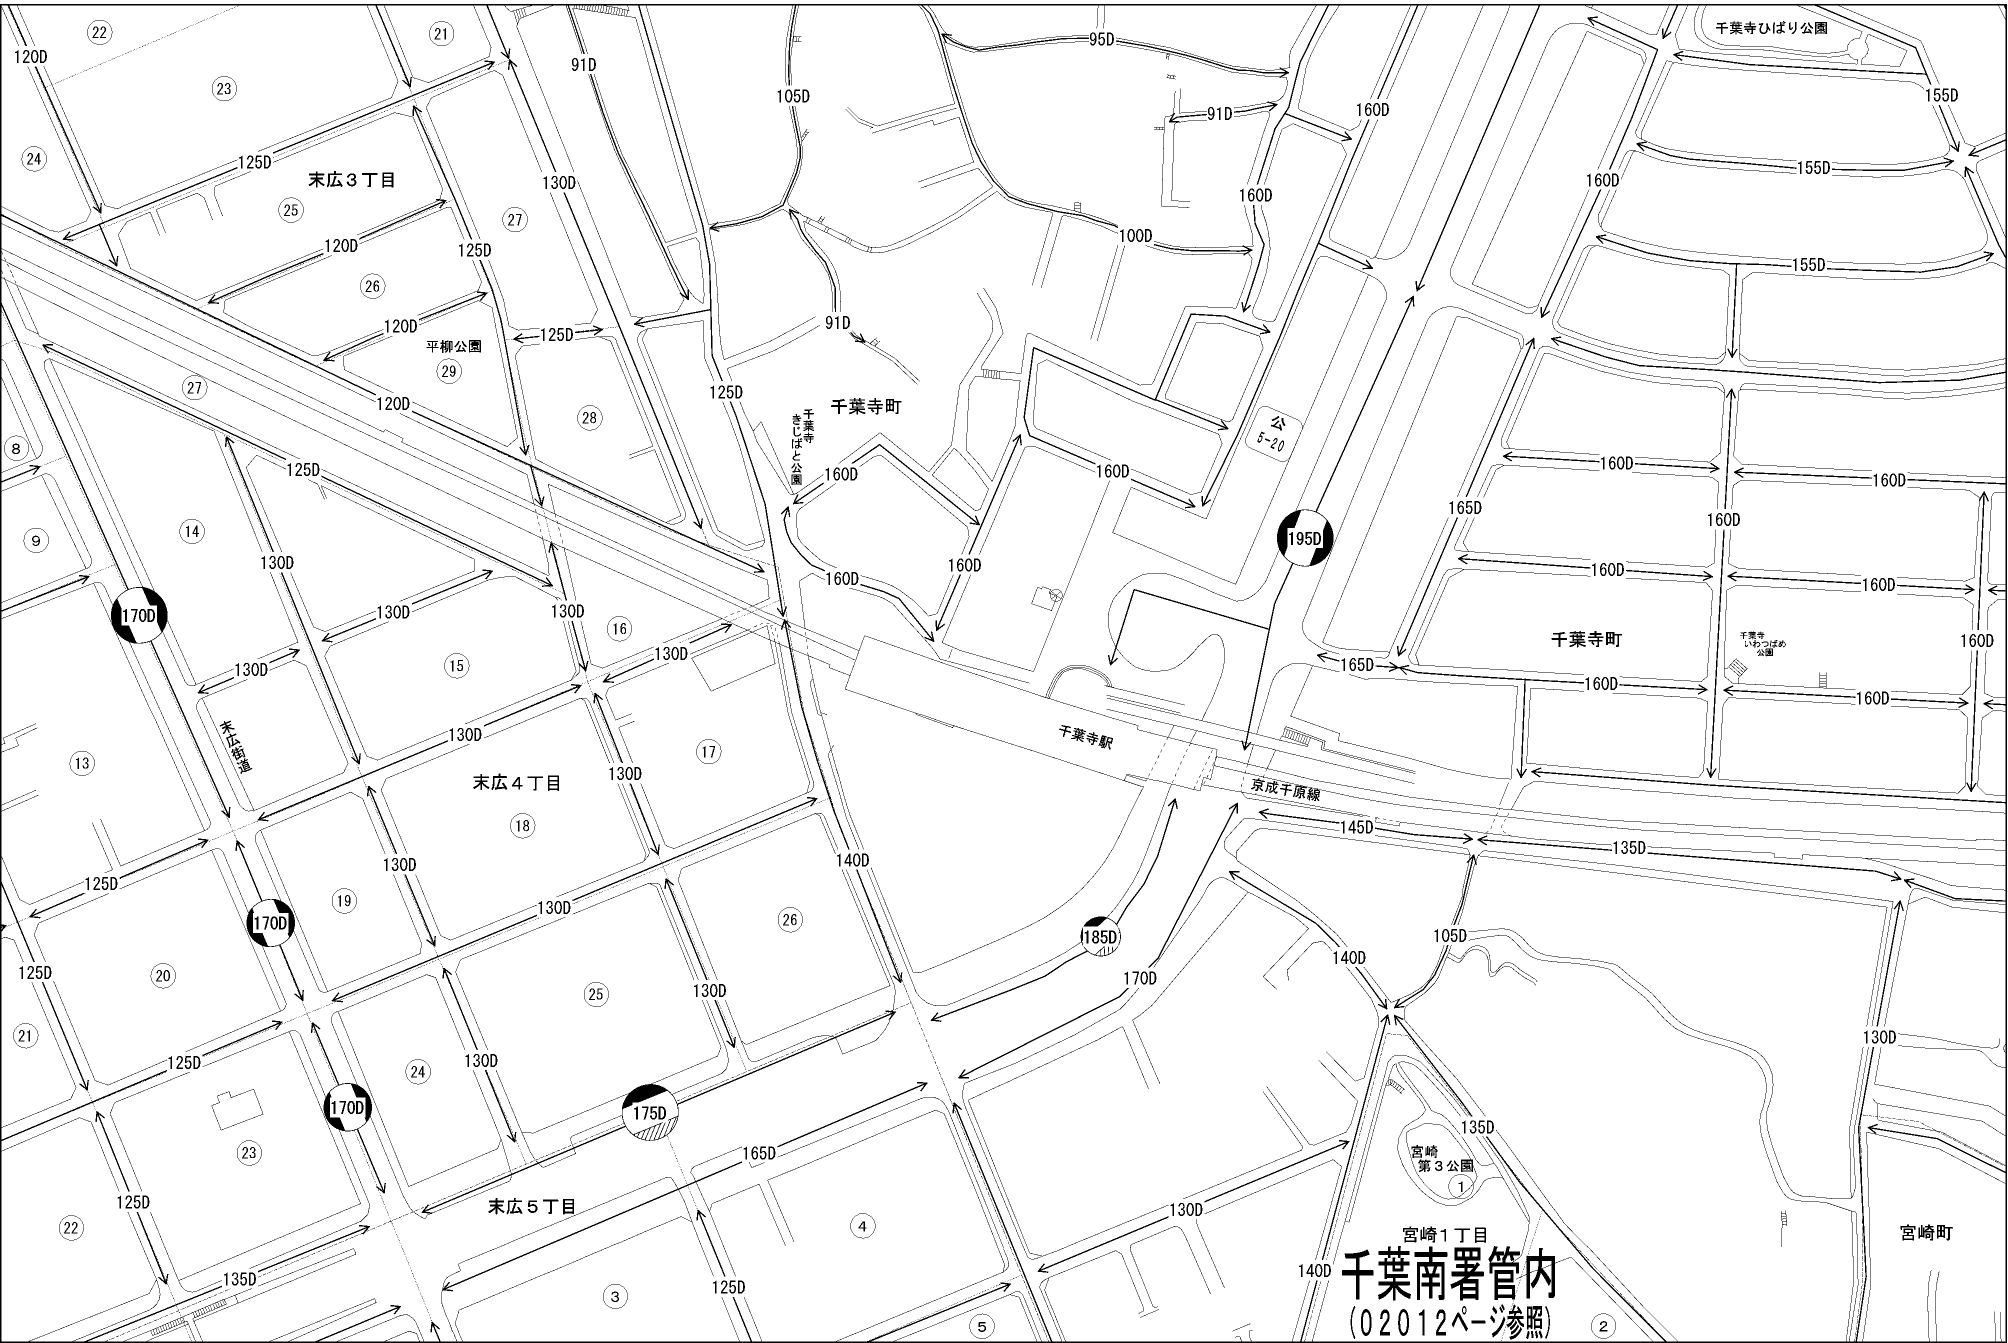 22
21
千葉寺ひばり公園
95D
120D
91D
23
105D
160D
155D
91D
24
125D
末広3丁目
130D
155D
160D
160D
25
27
100D
120D
125D
155D
26
91D
120D
125D
平柳公園
29
27
120D
125D
28
千葉寺
きじばと公園
千葉寺町
公
5-20
8
125D
160D
160D
160D
160D
165D
160D
195D
9
14
130D
160D
160D
160D
160D
130D
130D
170D
16
千葉寺町
千葉寺
いわつばめ
公園
160D
130D
15
130D
165D
160D
160D
末広街道
130D
17
千葉寺駅
13
130D
末広4丁目
京成千原線
18
145D
135D
130D
140D
125D
19
130D
26
170D
185D
105D
140D
125D
20
170D
130D
25
21
130D
125D
130D
24
170D
175D
135D
23
165D
宮崎
第3公園
1
125D
末広5丁目
130D
22
4
宮崎1丁目
宮崎町
千葉南署管内
(02012ページ参照)
140D
135D
125D
3
5
2